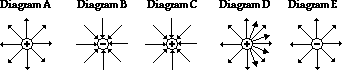 Diagram A Diagram B Diagram C Diagram D Diagram E
+ − + + −